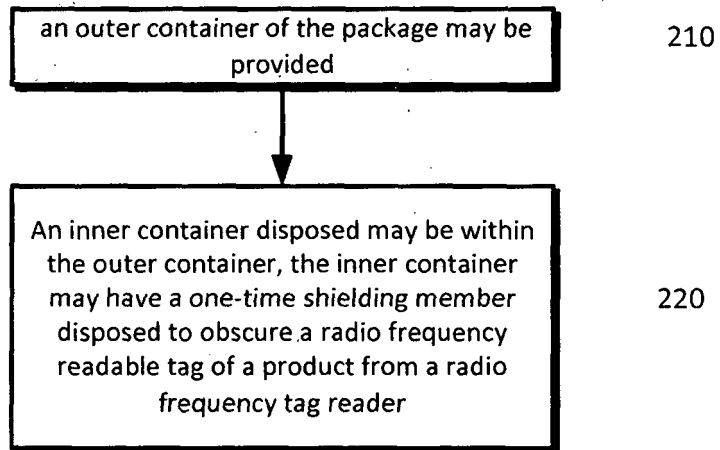 an outer container of the package may be
provided
210
An inner container disposed may be within
the outer container, the inner container
may have a one-time shielding member
disposed to obscure a radio frequency
readable tag of a product from a radio
frequency tag reader
220